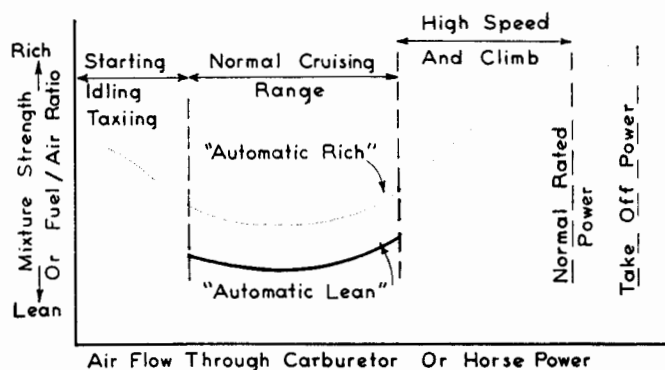 High Speed
And Climb
Rich
Starting
Idling
Taxiing
Normal Cruising
Range
"Automatic Rich"
"Automatic Lean"
Mixture Strength
Or Fuel/Air Ratio
Lean
Normal Rated
Power
Take Off Power
Air Flow Through Carburetor Or Horse Power